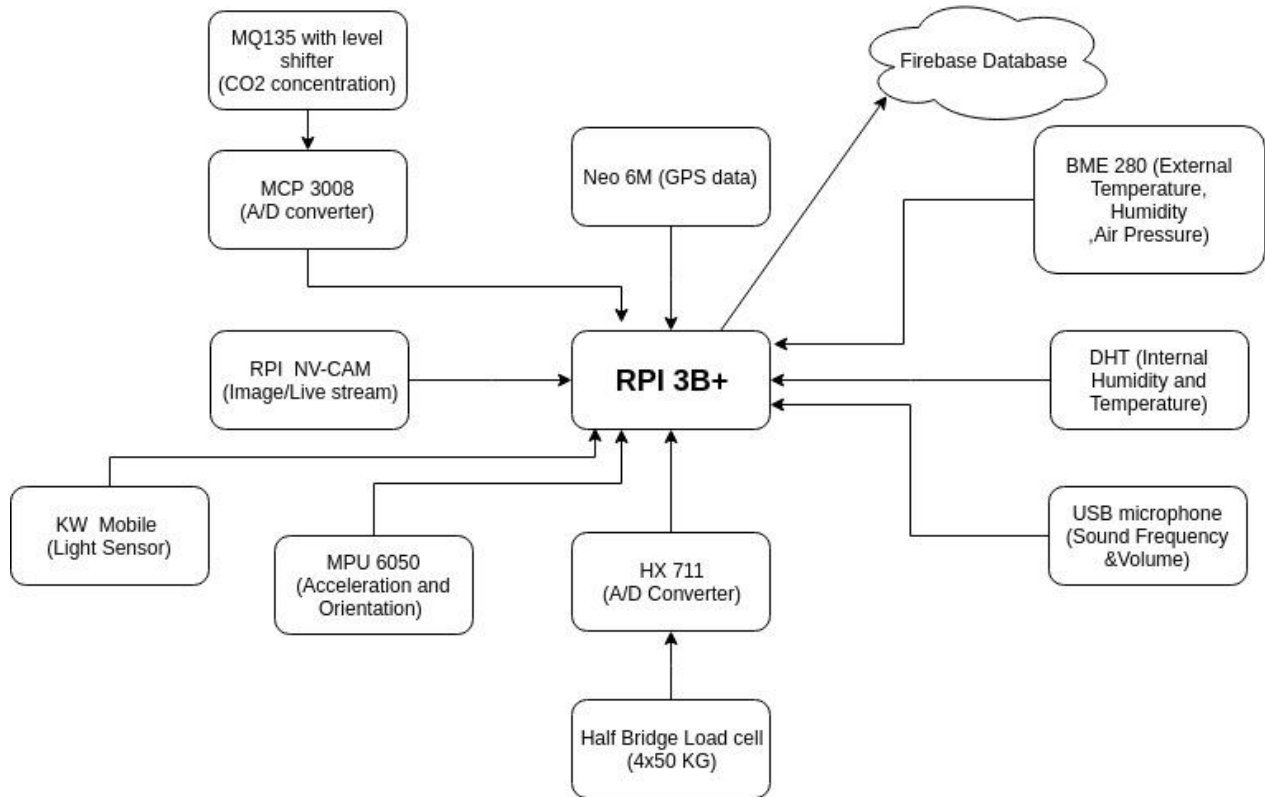 MQ135 with level
shifter
(CO2 concentration)
Firebase Database
MCP 3008
(A/D converter)
Neo 6M (GPS data)
BME 280 (External
Temperature,
Humidity
,Air Pressure)
RPI  NV-CAM
(Image/Live stream)
RPI 3B+
DHT (Internal
Humidity and
Temperature)
KW  Mobile
(Light Sensor)
MPU 6050
(Acceleration and
Orientation)
HX 711
(A/D Converter)
USB microphone
(Sound Frequency
&Volume)
Half Bridge Load cell
(4x50 KG)